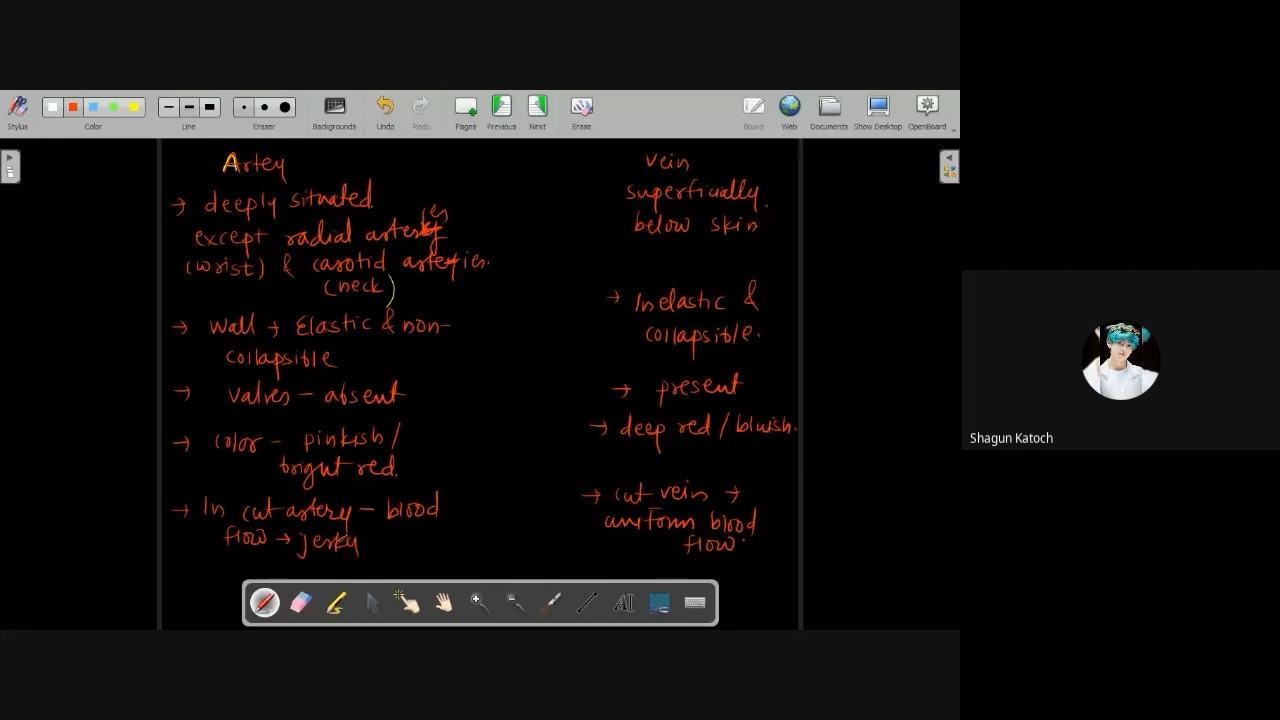 Stylus
Color
Line
Eraser
Backgrounds
Undo
Redo
Pages
Previous
Next
Erase
Board
Web
Documents
Show Desktop
OpenBoard
Artey
→ deeply situated.
except radial arteries
(wrist) & carotid arteries.
(neck)
→ wall → Elastic & non-
collapsible
→ valves - absent
→ color - pinkish /
bright red.
→ In cut artery - blood
flow → jerky
vein
superficially.
below skin
→ Inelastic &
collapsible.
→ present
→ deep red / bluish.
→ cut vein →
uniform blood
flow.
AI
Shagun Katoch